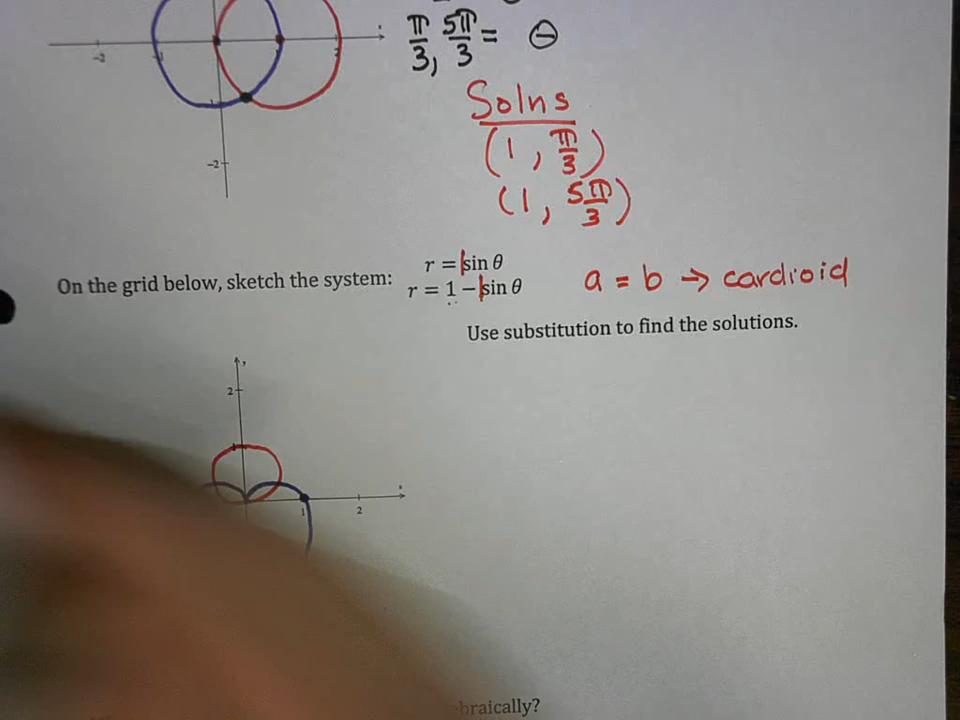 π/3, 5π/3 = θ
Solns
(1, π/3)
(1, 5π/3)
-2
-2
On the grid below, sketch the system: r = sin θ
r = 1 − sin θ
a = b → cardioid
Use substitution to find the solutions.
2
1
2
braically?